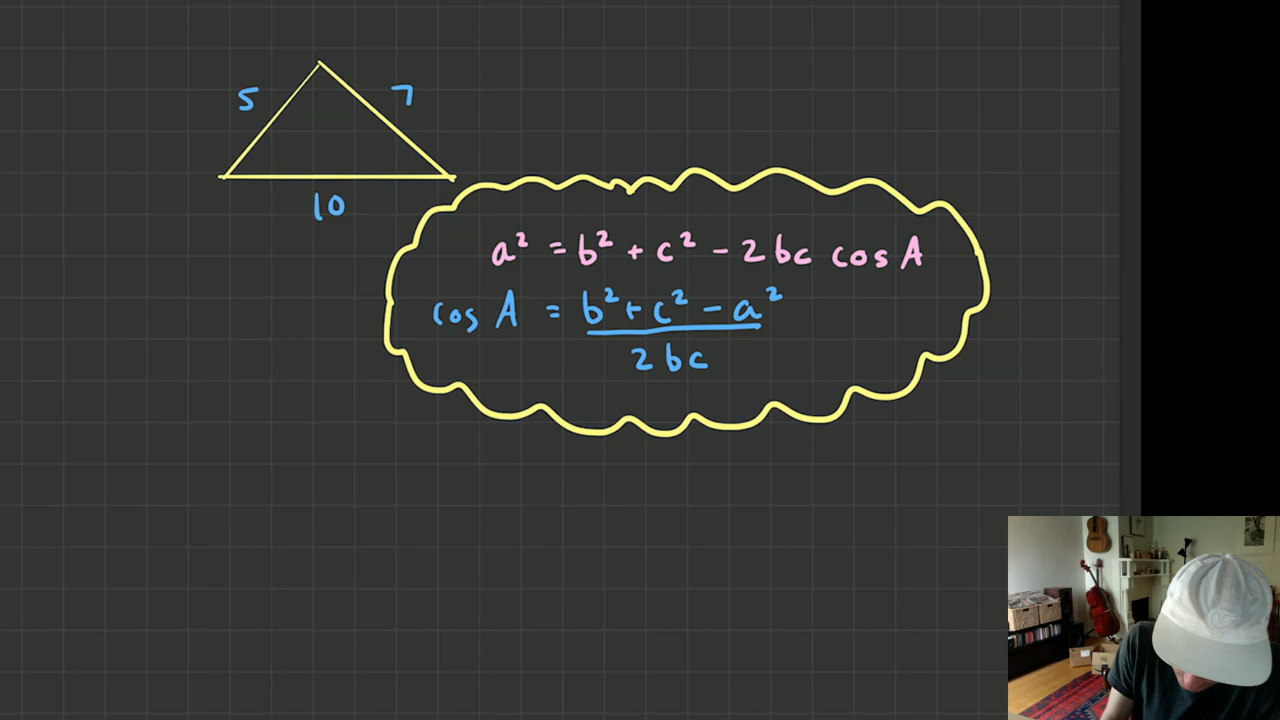 5
7
10
a² = b² + c² - 2bc cos A
cos A = b² + c² - a²
2bc